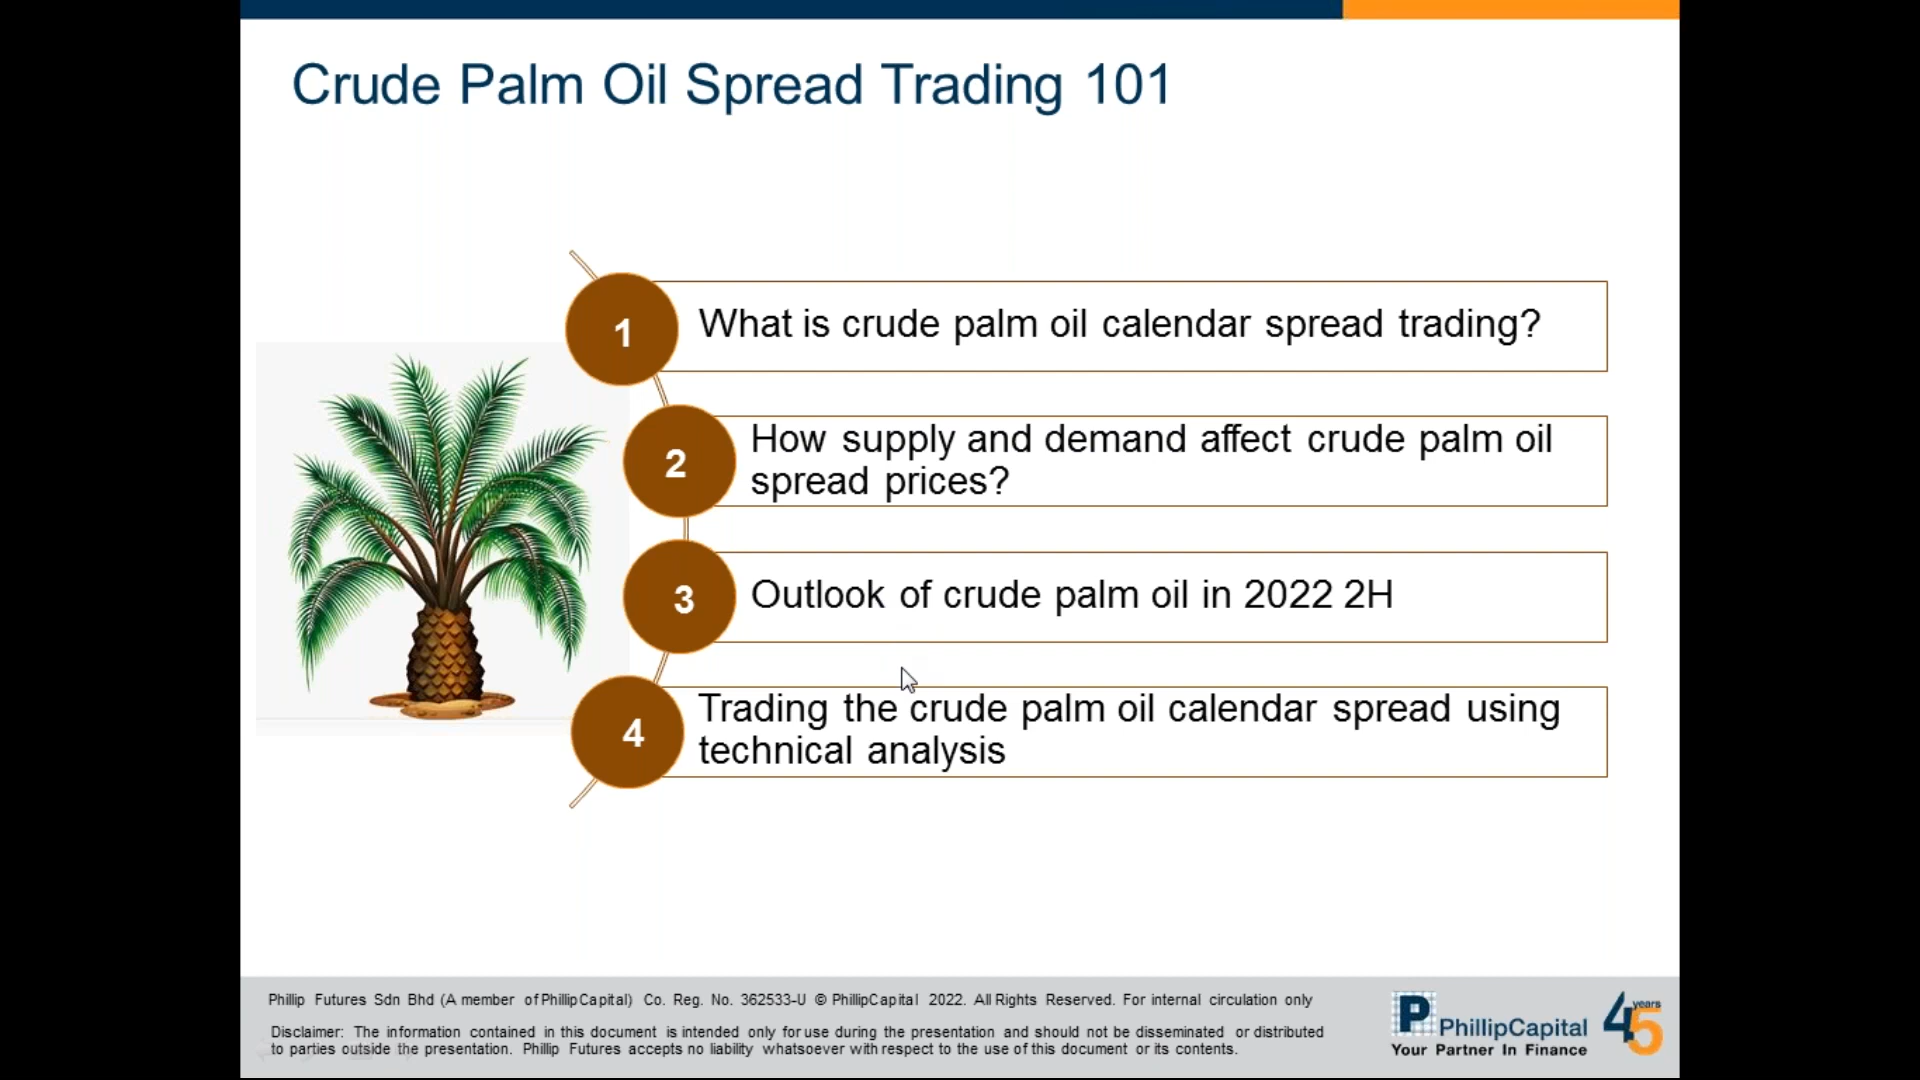 Crude Palm Oil Spread Trading 101
1
What is crude palm oil calendar spread trading?
2
How supply and demand affect crude palm oil
spread prices?
3
Outlook of crude palm oil in 2022 2H
4
Trading the crude palm oil calendar spread using
technical analysis
Phillip Futures Sdn Bhd (A member of PhillipCapital) Co. Reg. No. 362533-U © PhillipCapital 2022. All Rights Reserved. For internal circulation only
Disclaimer: The information contained in this document is intended only for use during the presentation and should not be disseminated or distributed
to parties outside the presentation. Phillip Futures accepts no liability whatsoever with respect to the use of this document or its contents.
P PhillipCapital
Your Partner In Finance
45 years